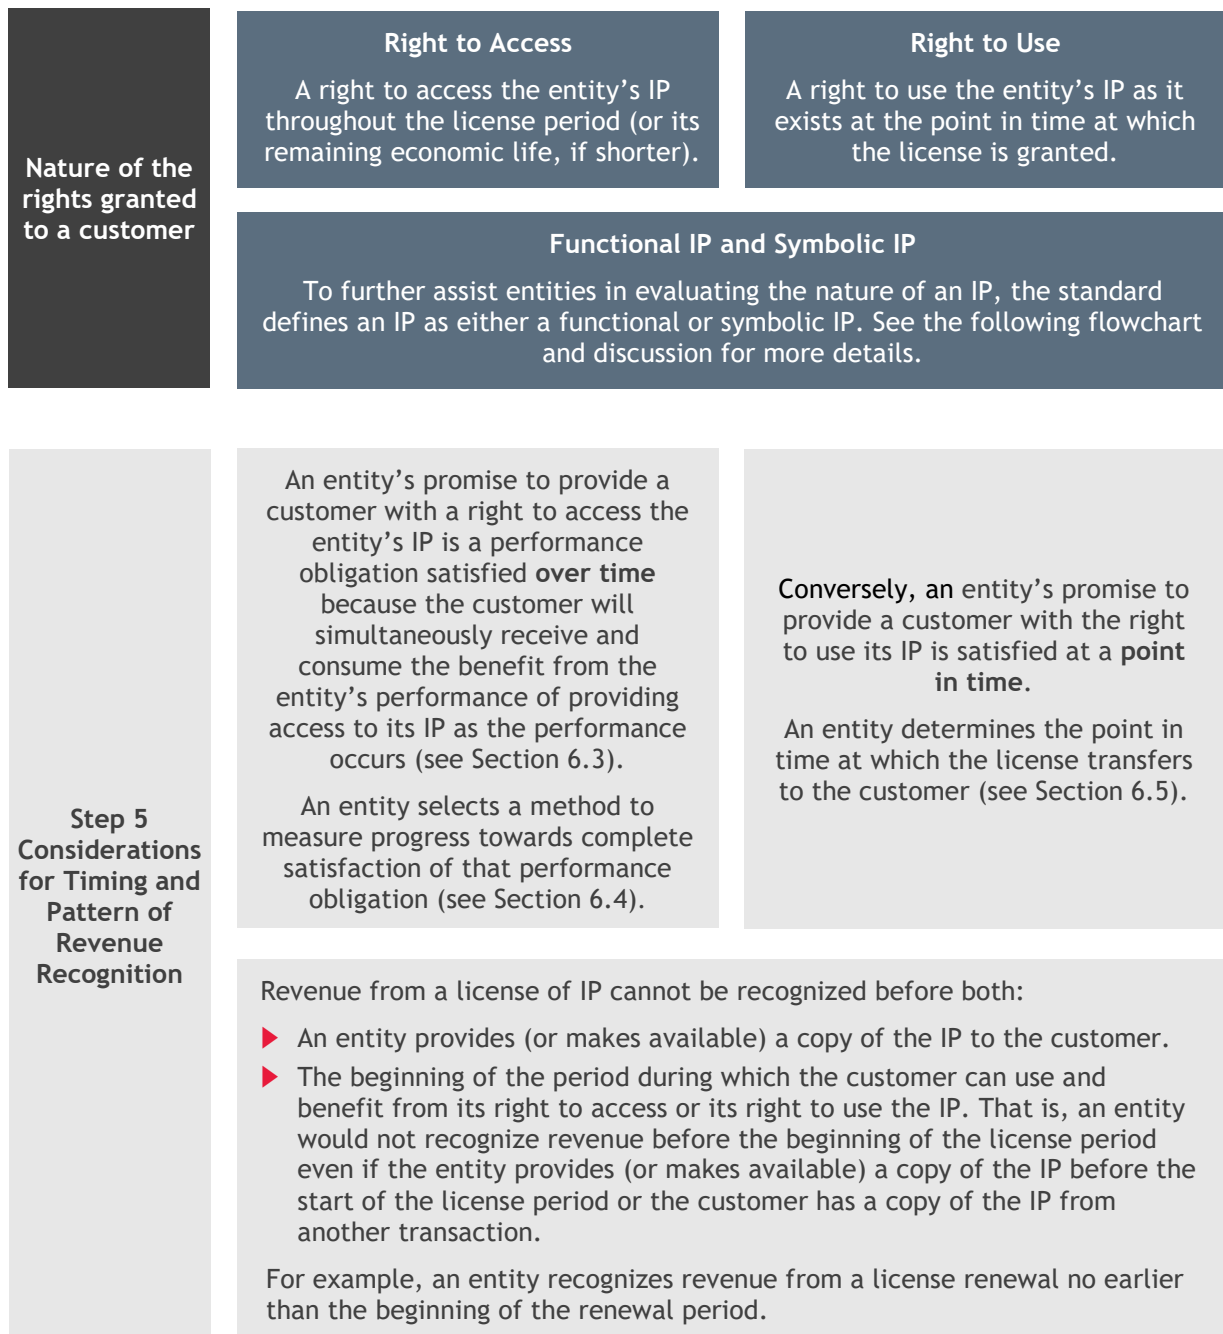 Nature of the
rights granted
to a customer
Right to Access
A right to access the entity’s IP
throughout the license period (or its
remaining economic life, if shorter).
Right to Use
A right to use the entity’s IP as it
exists at the point in time at which
the license is granted.
Functional IP and Symbolic IP
To further assist entities in evaluating the nature of an IP, the standard
defines an IP as either a functional or symbolic IP. See the following flowchart
and discussion for more details.
Step 5
Considerations
for Timing and
Pattern of
Revenue
Recognition
An entity’s promise to provide a
customer with a right to access the
entity’s IP is a performance
obligation satisfied over time
because the customer will
simultaneously receive and
consume the benefit from the
entity’s performance of providing
access to its IP as the performance
occurs (see Section 6.3).
An entity selects a method to
measure progress towards complete
satisfaction of that performance
obligation (see Section 6.4).
Conversely, an entity’s promise to
provide a customer with the right
to use its IP is satisfied at a point
in time.
An entity determines the point in
time at which the license transfers
to the customer (see Section 6.5).
Revenue from a license of IP cannot be recognized before both:
An entity provides (or makes available) a copy of the IP to the customer.
The beginning of the period during which the customer can use and
benefit from its right to access or its right to use the IP. That is, an entity
would not recognize revenue before the beginning of the license period
even if the entity provides (or makes available) a copy of the IP before the
start of the license period or the customer has a copy of the IP from
another transaction.
For example, an entity recognizes revenue from a license renewal no earlier
than the beginning of the renewal period.